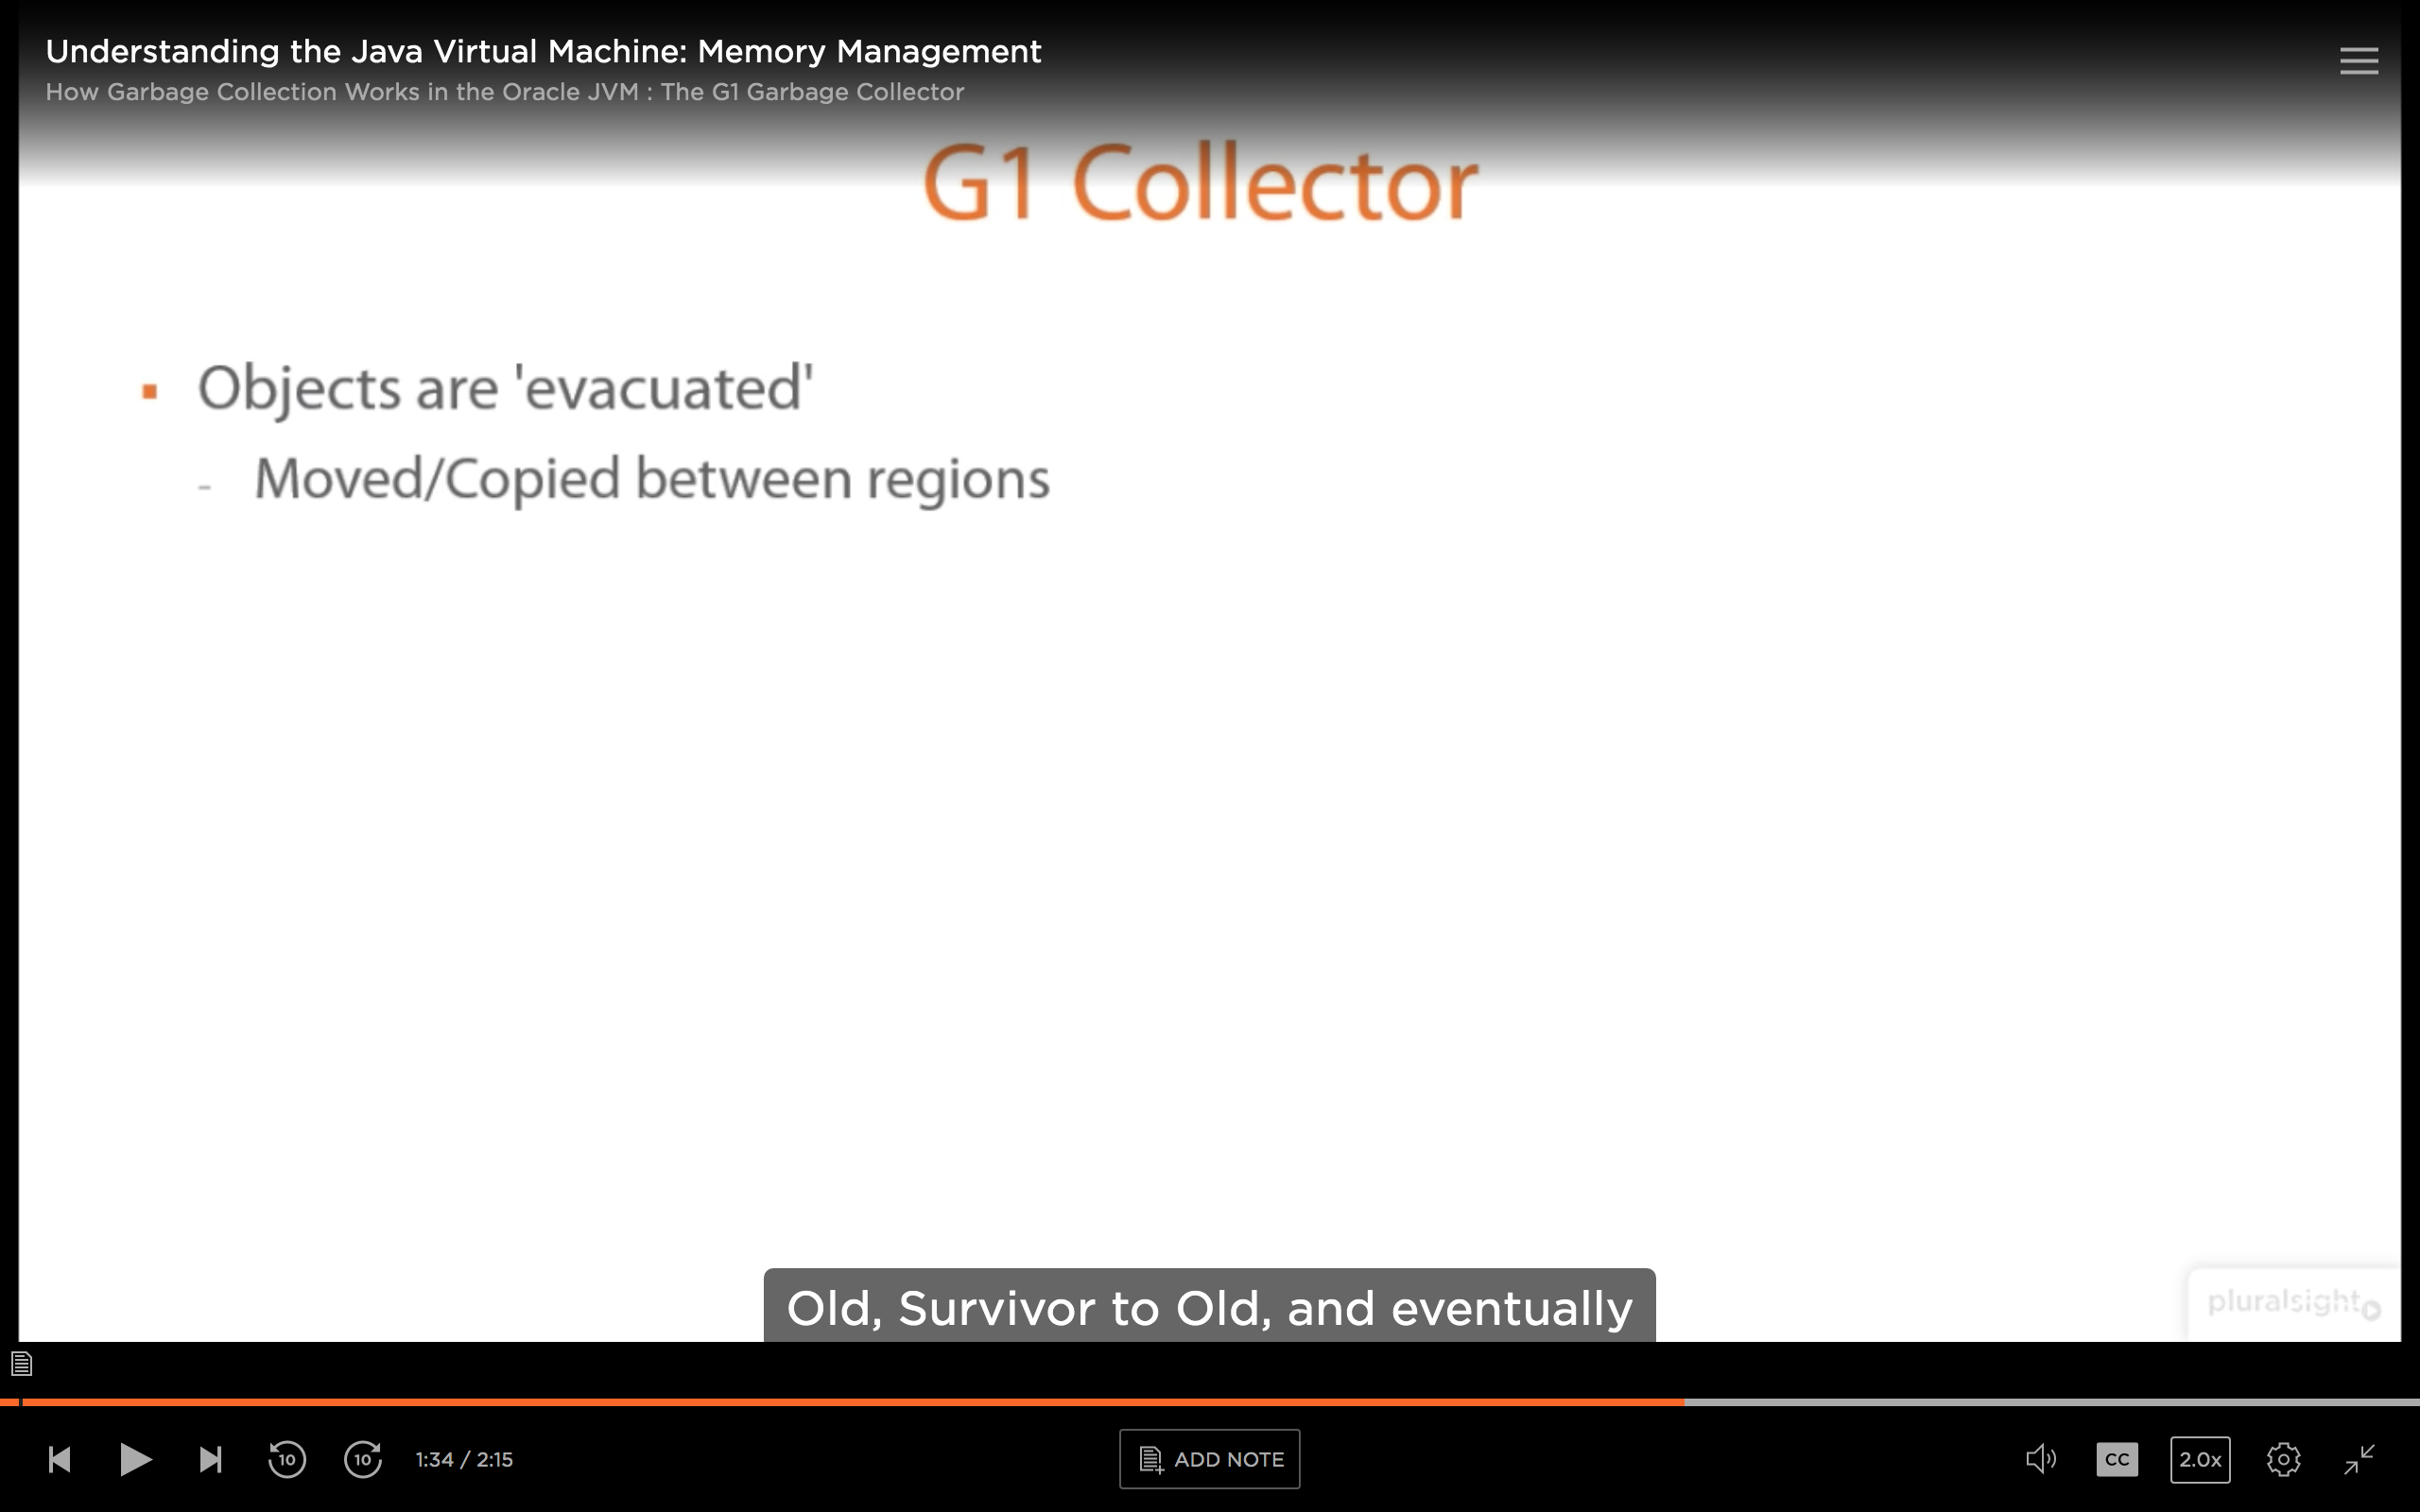 Understanding the Java Virtual Machine: Memory Management
How Garbage Collection Works in the Oracle JVM : The G1 Garbage Collector
G1 Collector
Objects are 'evacuated'
- Moved/Copied between regions
Old, Survivor to Old, and eventually
pluralsight
10
10
1:34 / 2:15
ADD NOTE
CC
2.0x